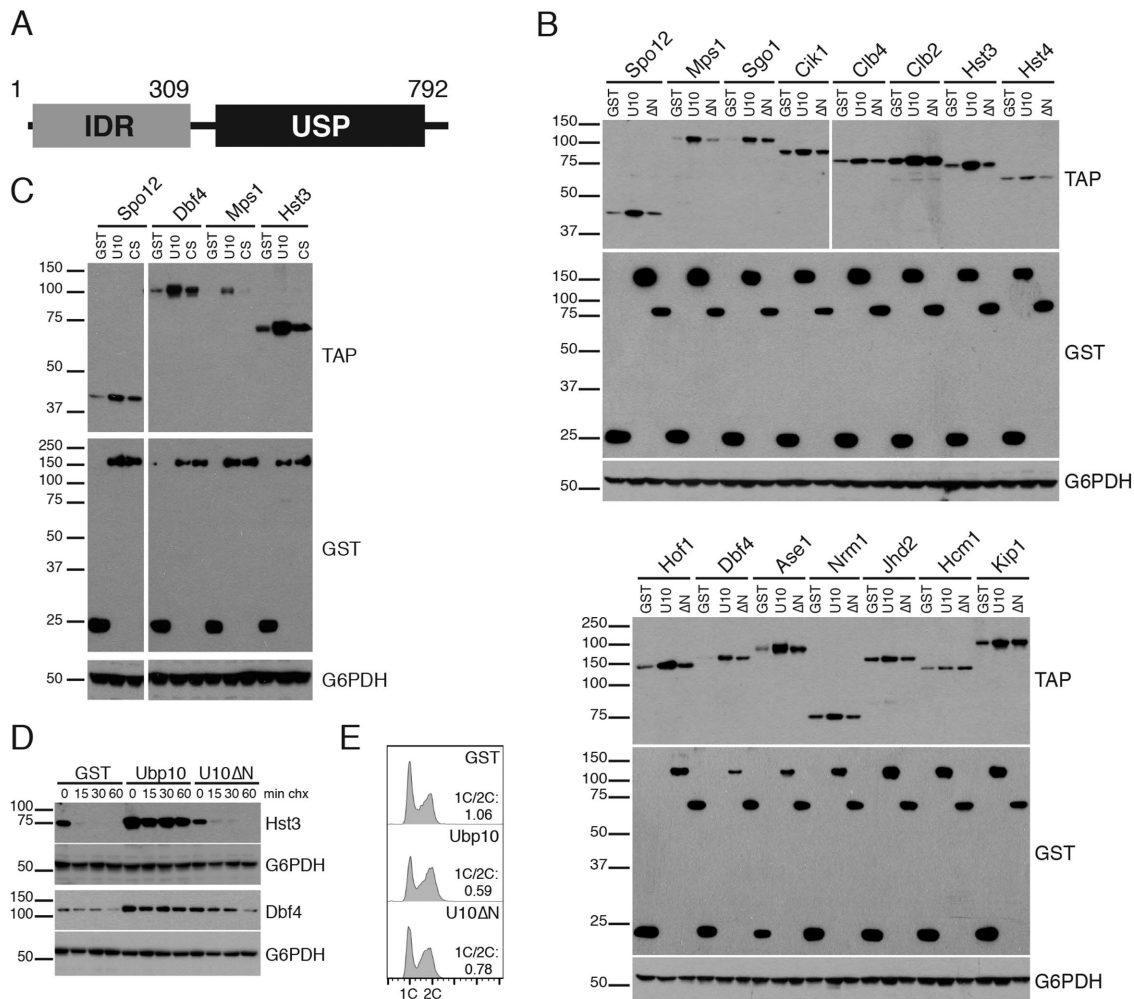 A
1 309 792
IDR USP
B
Spo12 Mps1 Sgo1 Cik1 Clb4 Clb2 Hst3 Hst4
GST U10 ΔN GST U10 ΔN GST U10 ΔN GST U10 ΔN GST U10 ΔN GST U10 ΔN GST U10 ΔN GST U10 ΔN
150
100
75
50
37
TAP
150
100
75
50
37
25
GST
50
G6PDH
Hof1 Dbf4 Ase1 Nrm1 Jhd2 Hcm1 Kip1
GST U10 ΔN GST U10 ΔN GST U10 ΔN GST U10 ΔN GST U10 ΔN GST U10 ΔN GST U10 ΔN
250
100
150
100
75
TAP
150
100
75
50
37
25
GST
50
G6PDH
C
Spo12 Dbf4 Mps1 Hst3
GST U10 CS GST U10 CS GST U10 CS GST U10 CS
150
100
75
50
37
TAP
250
150
100
75
50
37
25
GST
50
G6PDH
D
GST Ubp10 U10ΔN
0 15 30 60 0 15 30 60 0 15 30 60 min chx
100
75
Hst3
50
G6PDH
150
100
Dbf4
50
G6PDH
E
GST
1C/2C:
1.06
Ubp10
1C/2C:
0.59
U10ΔN
1C/2C:
0.78
1C 2C